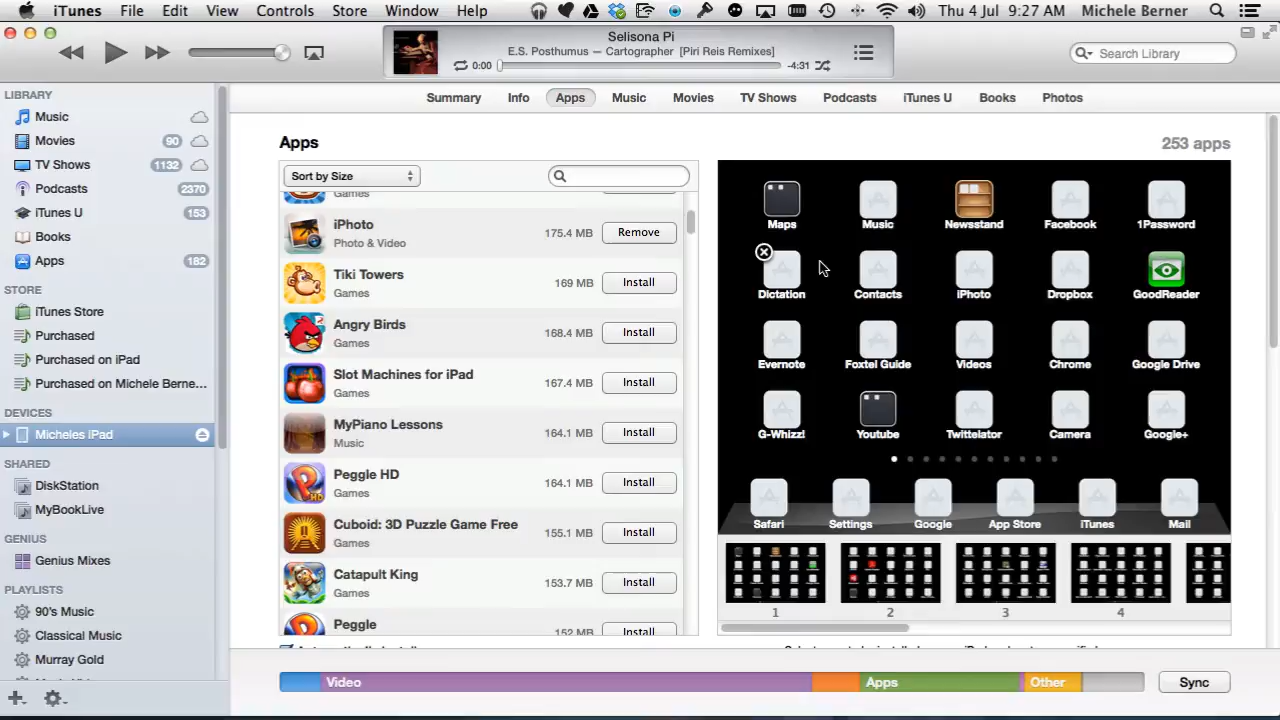 iTunes File Edit View Controls Store Window Help Thu 4 Jul 9:27 AM Michele Berner
Selisona Pi
E.S. Posthumus — Cartographer [Piri Reis Remixes]
0:00 -4:31
Search Library
LIBRARY
Music
Movies 90
TV Shows 1132
Podcasts 2370
iTunes U 153
Books
Apps 182
STORE
iTunes Store
Purchased
Purchased on iPad
Purchased on Michele Berne...
DEVICES
Micheles iPad
SHARED
DiskStation
MyBookLive
GENIUS
Genius Mixes
PLAYLISTS
90's Music
Classical Music
Murray Gold
Summary Info Apps Music Movies TV Shows Podcasts iTunes U Books Photos
Apps 253 apps
Sort by Size
Games
iPhoto
Photo & Video
175.4 MB Remove
Tiki Towers
Games
169 MB Install
Angry Birds
Games
168.4 MB Install
Slot Machines for iPad
Games
167.4 MB Install
MyPiano Lessons
Music
164.1 MB Install
Peggle HD
Games
164.1 MB Install
Cuboid: 3D Puzzle Game Free
Games
155.1 MB Install
Catapult King
Games
153.7 MB Install
Peggle
152 MB Install
Maps Music Newsstand Facebook 1Password
Dictation Contacts iPhoto Dropbox GoodReader
Evernote Foxtel Guide Videos Chrome Google Drive
G-Whizz! Youtube Twittelator Camera Google+
Safari Settings Google App Store iTunes Mail
1 2 3 4
Video Apps Other
Sync